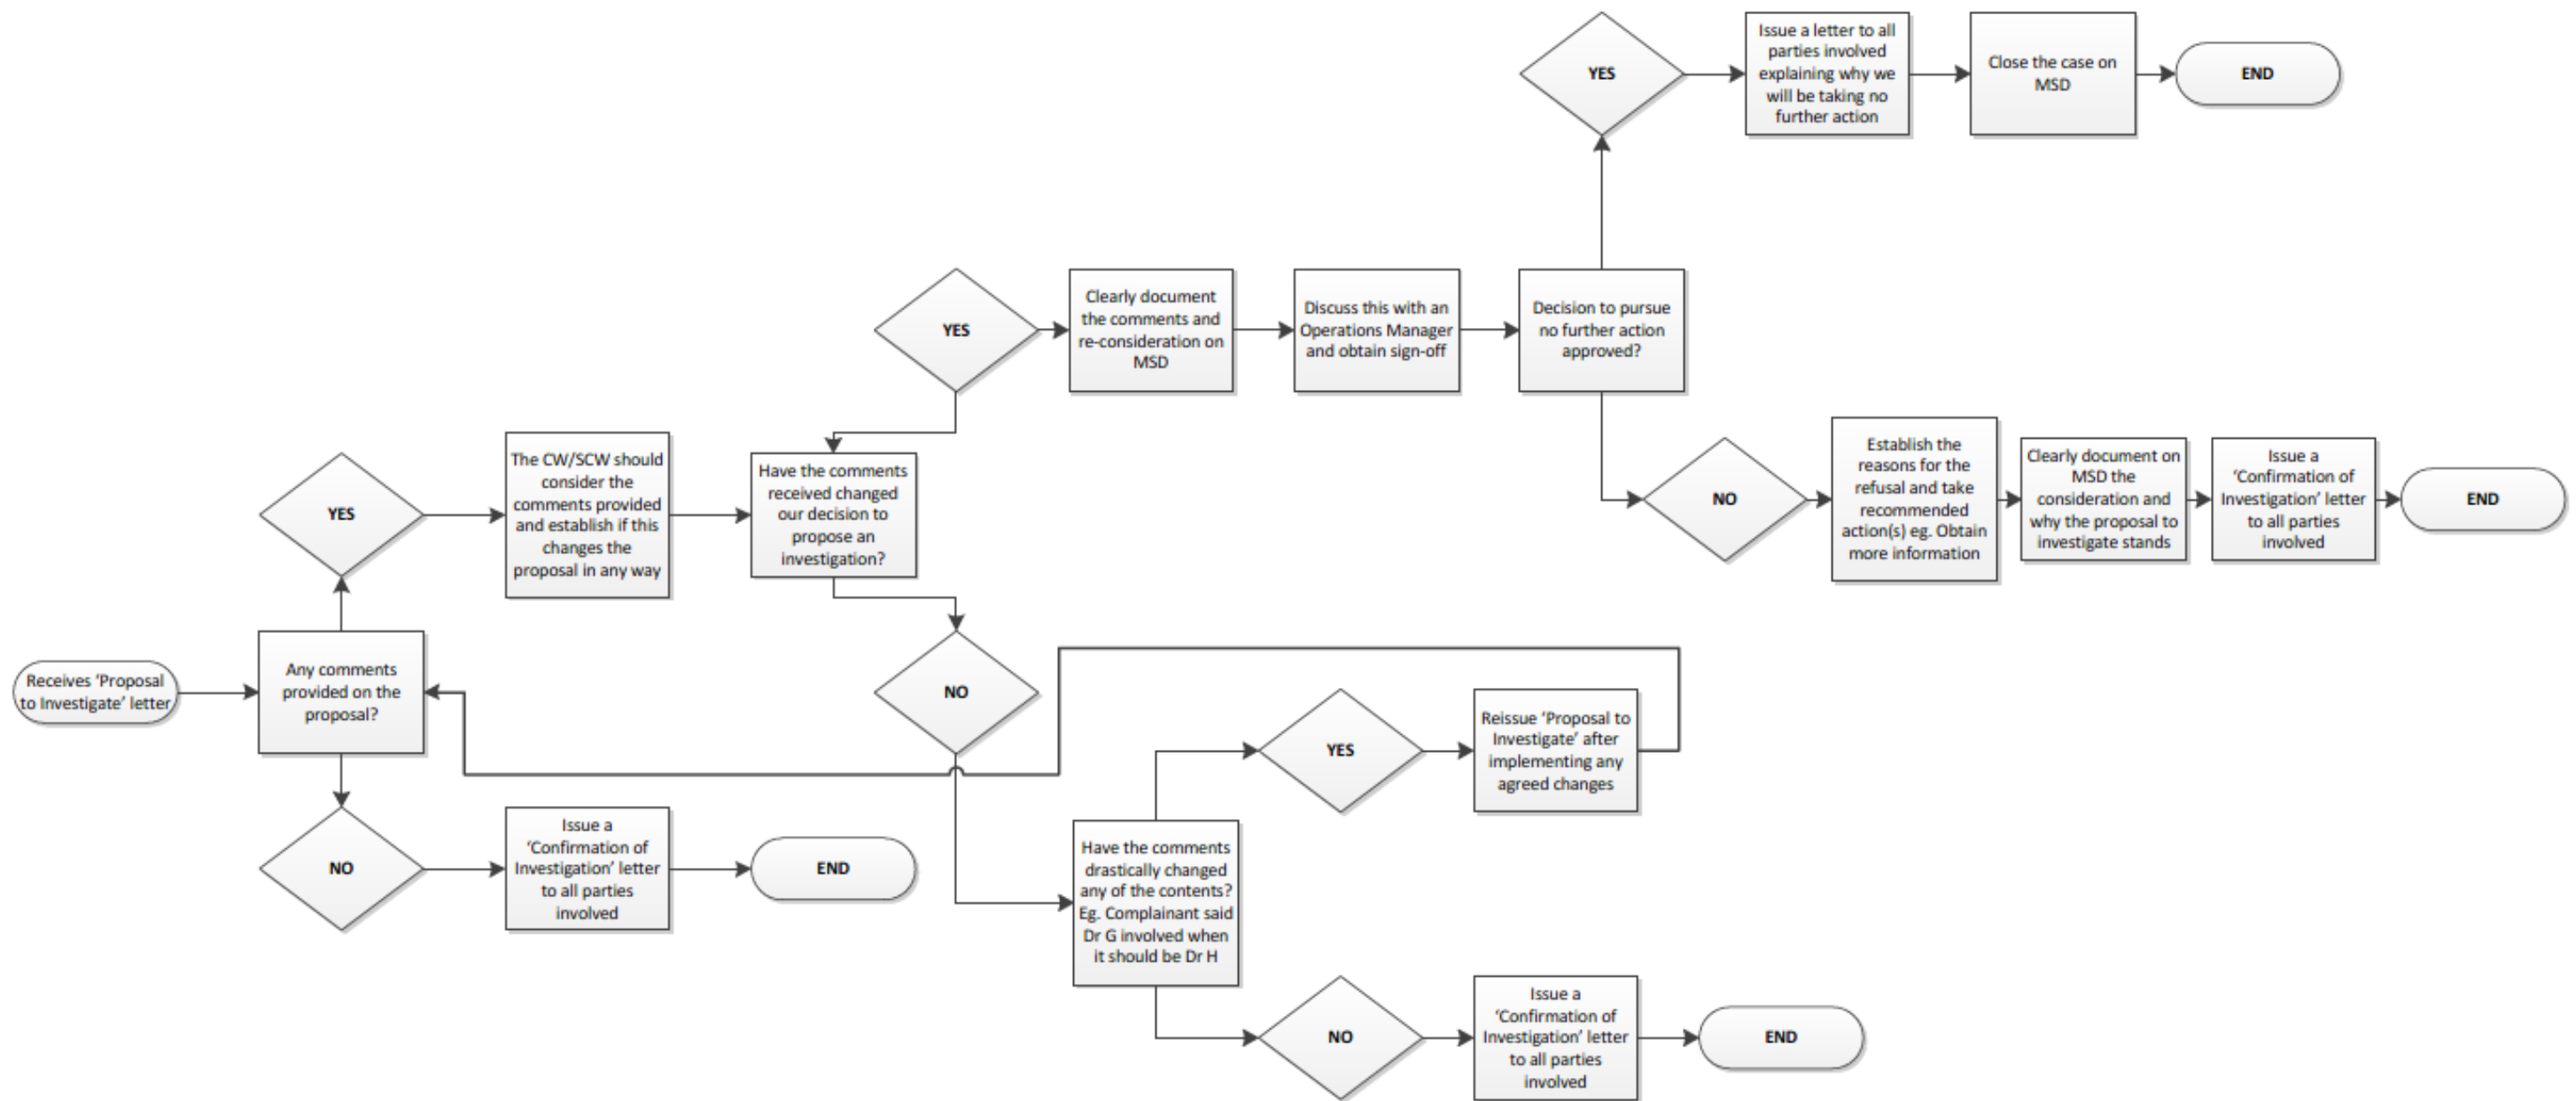 YES
Issue a letter to all
parties involved
explaining why we
will be taking no
further action
Close the case on
MSD
END
YES
Clearly document
the comments and
re-consideration on
MSD
Discuss this with an
Operations Manager
and obtain sign-off
Decision to pursue
no further action
approved?
YES
The CW/SCW should
consider the
comments provided
and establish if this
changes the
proposal in any way
Have the comments
received changed
our decision to
propose an
investigation?
NO
Establish the
reasons for the
refusal and take
recommended
action(s) eg. Obtain
more information
Clearly document on
MSD the
consideration and
why the proposal to
investigate stands
Issue a
‘Confirmation of
Investigation’ letter
to all parties
involved
END
Receives ‘Proposal
to Investigate’ letter
Any comments
provided on the
proposal?
NO
YES
Reissue ‘Proposal to
Investigate’ after
implementing any
agreed changes
NO
Issue a
‘Confirmation of
Investigation’ letter
to all parties
involved
END
Have the comments
drastically changed
any of the contents?
Eg. Complainant said
Dr G involved when
it should be Dr H
NO
Issue a
‘Confirmation of
Investigation’ letter
to all parties
involved
END